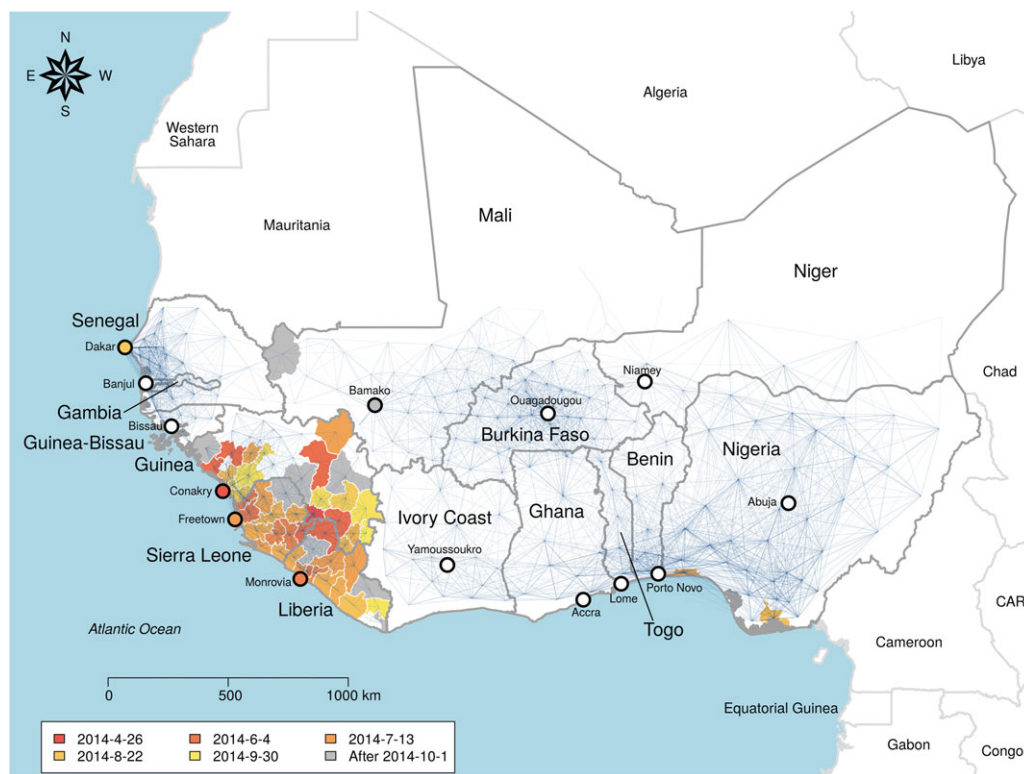 N
E W
S
Libya
Algeria
Western
Sahara
Mali
Mauritania
Niger
Senegal
Dakar
Chad
Niamey
Banjul
Bamako
Ouagadougou
Gambia
Bissau
Burkina Faso
Guinea-Bissau
Nigeria
Guinea
Benin
Conakry
Abuja
Ghana
Ivory Coast
Freetown
Sierra Leone
Yamoussukro
Monrovia
Porto Novo
Lome
CAR
Liberia
Accra
Atlantic Ocean
Togo
Cameroon
0 500 1000 km
Equatorial Guinea
2014-4-26 2014-6-4 2014-7-13
Gabon
Congo
2014-8-22 2014-9-30 After 2014-10-1